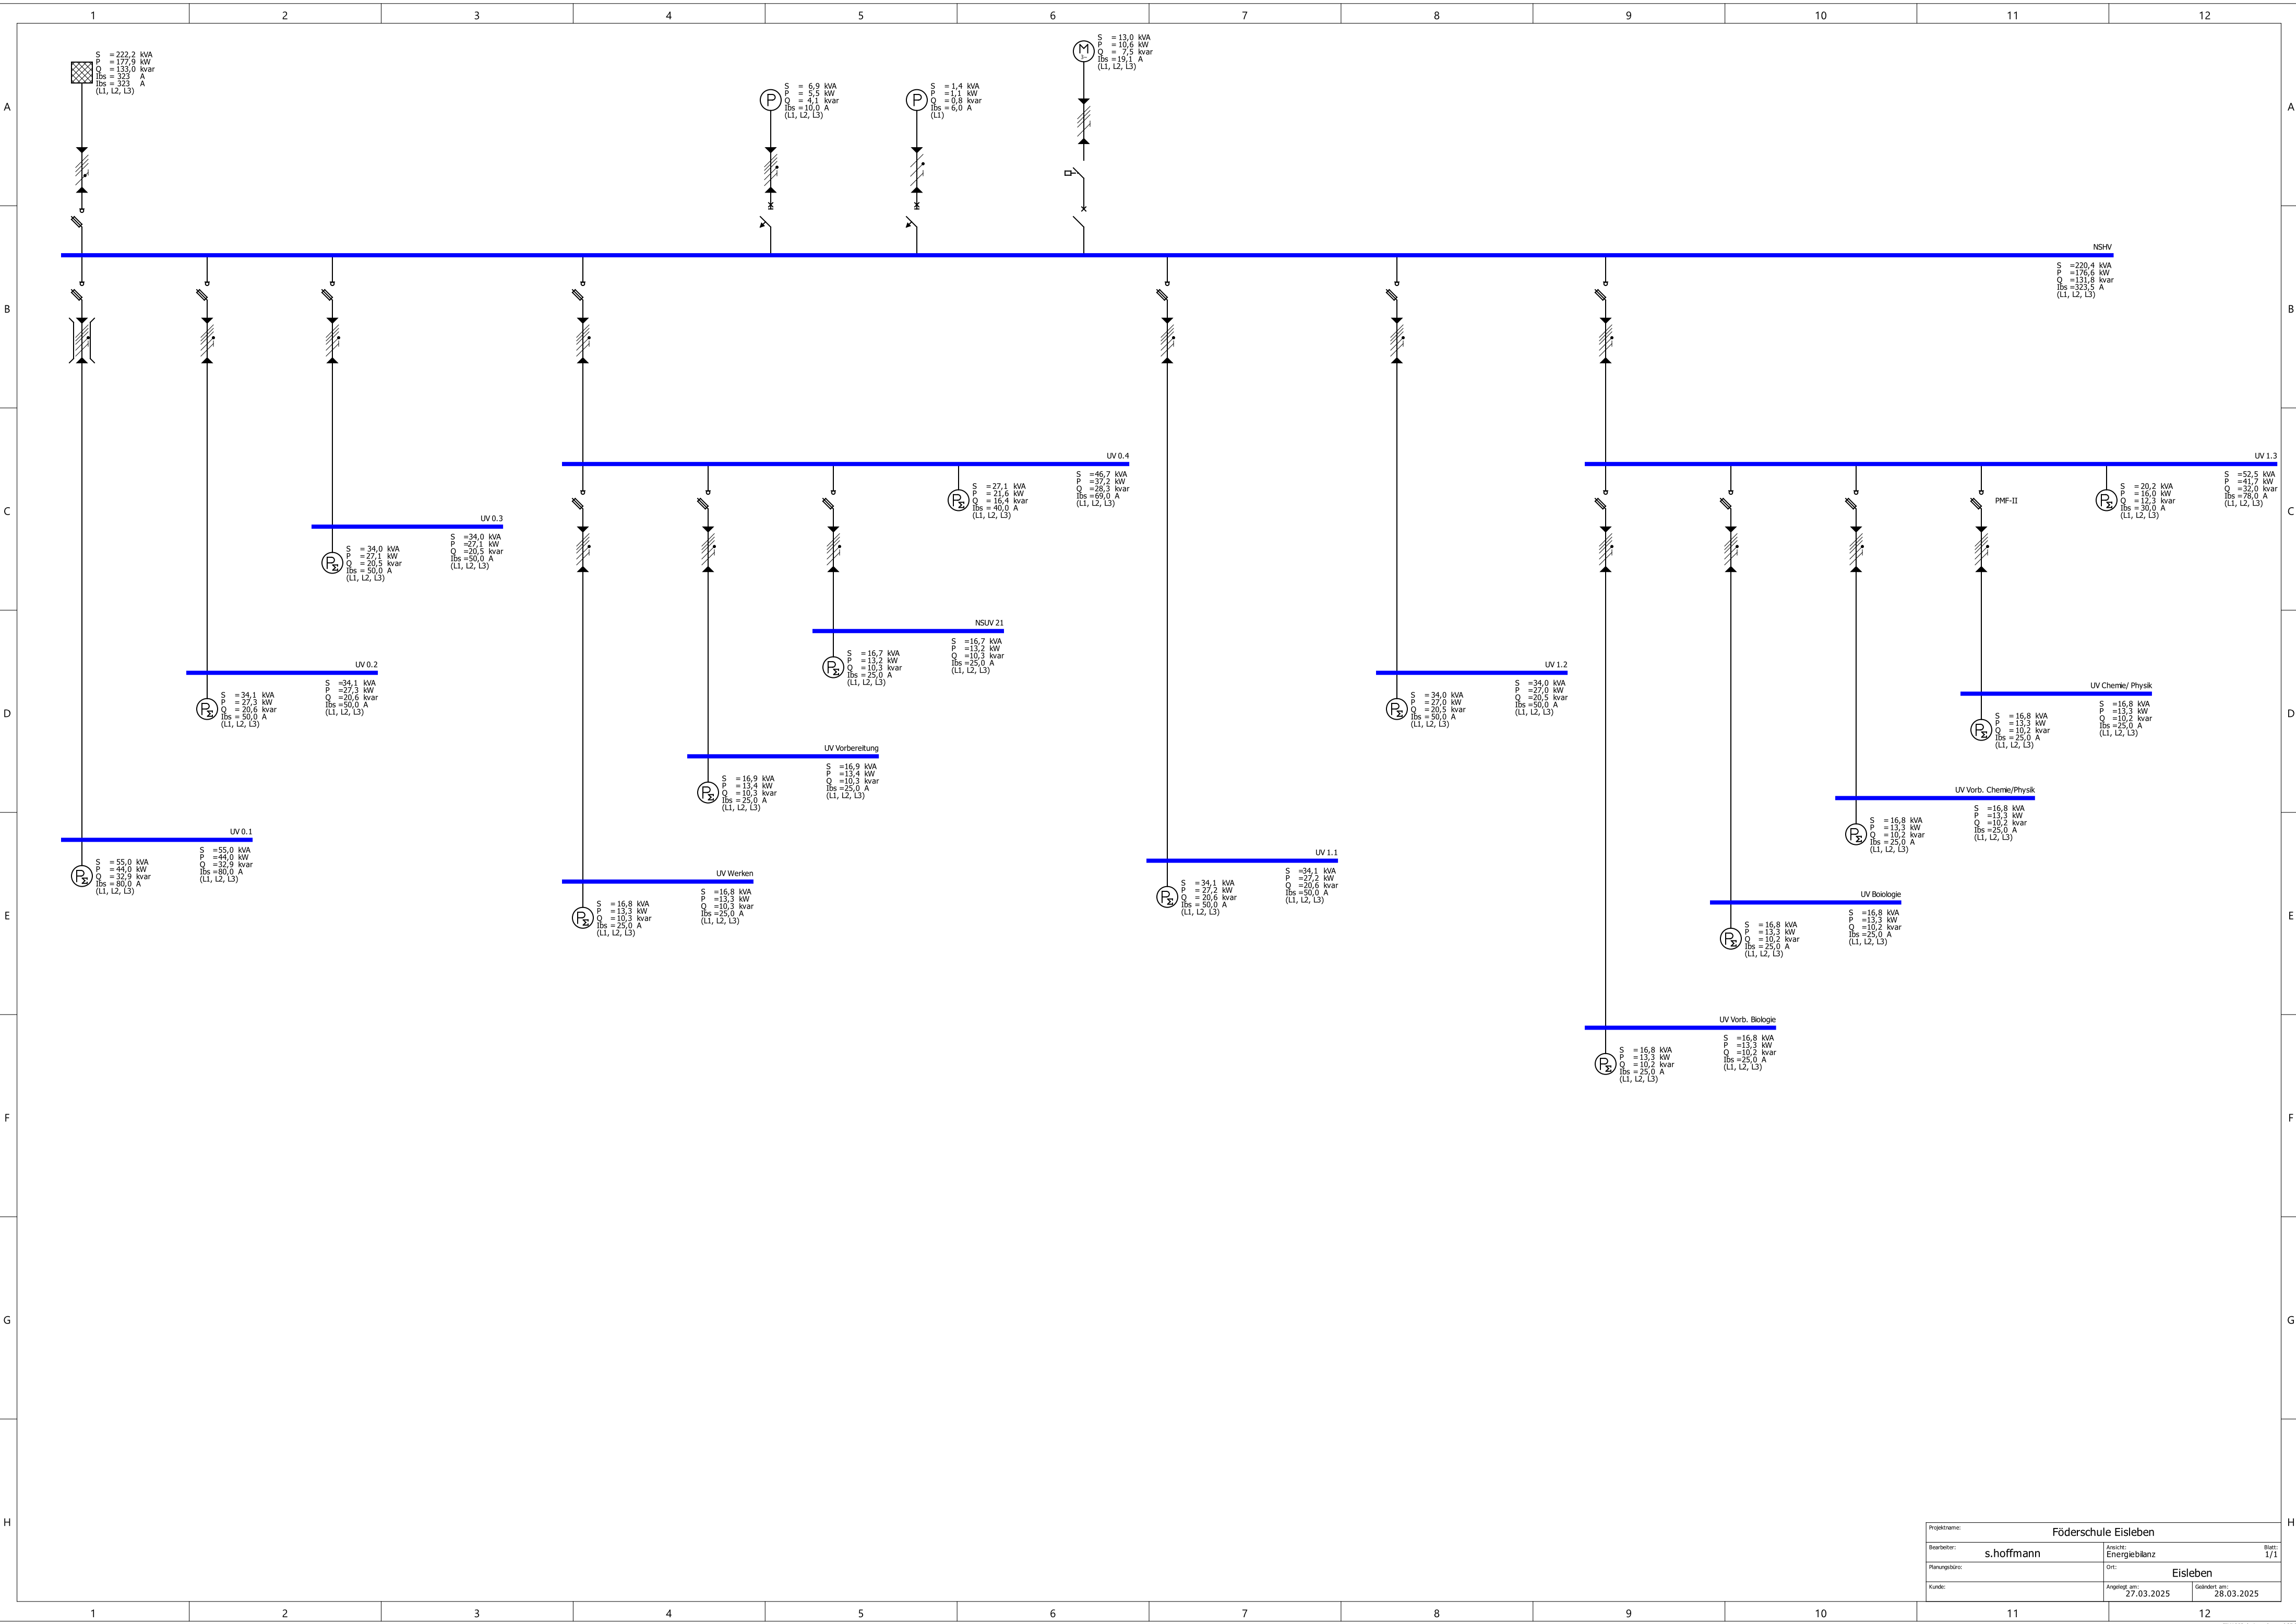 1 2 3 4 5 6 7 8 9 10 11 12
A A
B B
C C
D D
E E
F F
G G
H H
S = 222,2 kVA
P = 177,9 kW
Q = 133,0 kvar
Ibs = 323 A
Ibs = 323 A
(L1, L2, L3)
P
S = 6,9 kVA
P = 5,5 kW
Q = 4,1 kvar
Ibs = 10,0 A
(L1, L2, L3)
P
S = 1,4 kVA
P = 1,1 kW
Q = 0,8 kvar
Ibs = 6,0 A
(L1)
M
S = 13,0 kVA
P = 10,6 kW
Q = 7,5 kvar
Ibs = 19,1 A
(L1, L2, L3)
NSHV
S =220,4 kVA
P =176,6 kW
Q =131,8 kvar
Ibs =323,5 A
(L1, L2, L3)
UV 0.4
S =46,7 kVA
P =37,2 kW
Q =28,3 kvar
Ibs =69,0 A
(L1, L2, L3)
PΣ
S = 27,1 kVA
P = 21,6 kW
Q = 16,4 kvar
Ibs = 40,0 A
(L1, L2, L3)
UV 1.3
S =52,5 kVA
P =41,7 kW
Q =32,0 kvar
Ibs =78,0 A
(L1, L2, L3)
PΣ
S = 20,2 kVA
P = 16,0 kW
Q = 12,3 kvar
Ibs = 30,0 A
(L1, L2, L3)
PMF-II
UV 0.3
S =34,0 kVA
P =27,1 kW
Q =20,5 kvar
Ibs =50,0 A
(L1, L2, L3)
PΣ
S = 34,0 kVA
P = 27,1 kW
Q = 20,5 kvar
Ibs = 50,0 A
(L1, L2, L3)
NSUV 21
S =16,7 kVA
P =13,2 kW
Q =10,3 kvar
Ibs =25,0 A
(L1, L2, L3)
PΣ
S = 16,7 kVA
P = 13,2 kW
Q = 10,3 kvar
Ibs = 25,0 A
(L1, L2, L3)
UV 0.2
S =34,1 kVA
P =27,3 kW
Q =20,6 kvar
Ibs =50,0 A
(L1, L2, L3)
PΣ
S = 34,1 kVA
P = 27,3 kW
Q = 20,6 kvar
Ibs = 50,0 A
(L1, L2, L3)
UV 1.2
S =34,0 kVA
P =27,0 kW
Q =20,5 kvar
Ibs =50,0 A
(L1, L2, L3)
PΣ
S = 34,0 kVA
P = 27,0 kW
Q = 20,5 kvar
Ibs = 50,0 A
(L1, L2, L3)
UV Chemie/ Physik
S =16,8 kVA
P =13,3 kW
Q =10,2 kvar
Ibs =25,0 A
(L1, L2, L3)
PΣ
S = 16,8 kVA
P = 13,3 kW
Q = 10,2 kvar
Ibs = 25,0 A
(L1, L2, L3)
UV Vorbereitung
S =16,9 kVA
P =13,4 kW
Q =10,3 kvar
Ibs =25,0 A
(L1, L2, L3)
PΣ
S = 16,9 kVA
P = 13,4 kW
Q = 10,3 kvar
Ibs = 25,0 A
(L1, L2, L3)
UV Vorb. Chemie/Physik
S =16,8 kVA
P =13,3 kW
Q =10,2 kvar
Ibs =25,0 A
(L1, L2, L3)
PΣ
S = 16,8 kVA
P = 13,3 kW
Q = 10,2 kvar
Ibs = 25,0 A
(L1, L2, L3)
UV 0.1
S =55,0 kVA
P =44,0 kW
Q =32,9 kvar
Ibs =80,0 A
(L1, L2, L3)
PΣ
S = 55,0 kVA
P = 44,0 kW
Q = 32,9 kvar
Ibs = 80,0 A
(L1, L2, L3)
UV 1.1
S =34,1 kVA
P =27,2 kW
Q =20,6 kvar
Ibs =50,0 A
(L1, L2, L3)
PΣ
S = 34,1 kVA
P = 27,2 kW
Q = 20,6 kvar
Ibs = 50,0 A
(L1, L2, L3)
UV Werken
S =16,8 kVA
P =13,3 kW
Q =10,3 kvar
Ibs =25,0 A
(L1, L2, L3)
PΣ
S = 16,8 kVA
P = 13,3 kW
Q = 10,3 kvar
Ibs = 25,0 A
(L1, L2, L3)
UV Boiologie
S =16,8 kVA
P =13,3 kW
Q =10,2 kvar
Ibs =25,0 A
(L1, L2, L3)
PΣ
S = 16,8 kVA
P = 13,3 kW
Q = 10,2 kvar
Ibs = 25,0 A
(L1, L2, L3)
UV Vorb. Biologie
S =16,8 kVA
P =13,3 kW
Q =10,2 kvar
Ibs =25,0 A
(L1, L2, L3)
PΣ
S = 16,8 kVA
P = 13,3 kW
Q = 10,2 kvar
Ibs = 25,0 A
(L1, L2, L3)
Projektname: Föderschule Eisleben
Bearbeiter: s.hoffmann
Ansicht: Energiebilanz
Blatt: 1/1
Planungsbüro:
Ort: Eisleben
Kunde:
Angelegt am: 27.03.2025
Geändert am: 28.03.2025
1 2 3 4 5 6 7 8 9 10 11 12